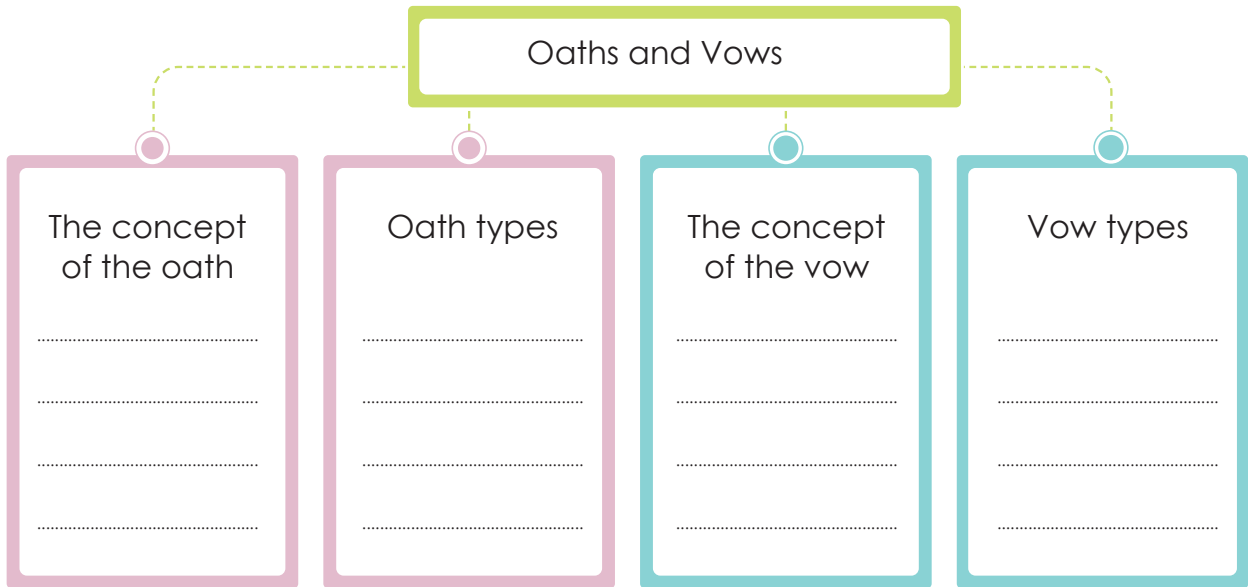 Oaths and Vows
The concept
of the oath
Oath types
The concept
of the vow
Vow types